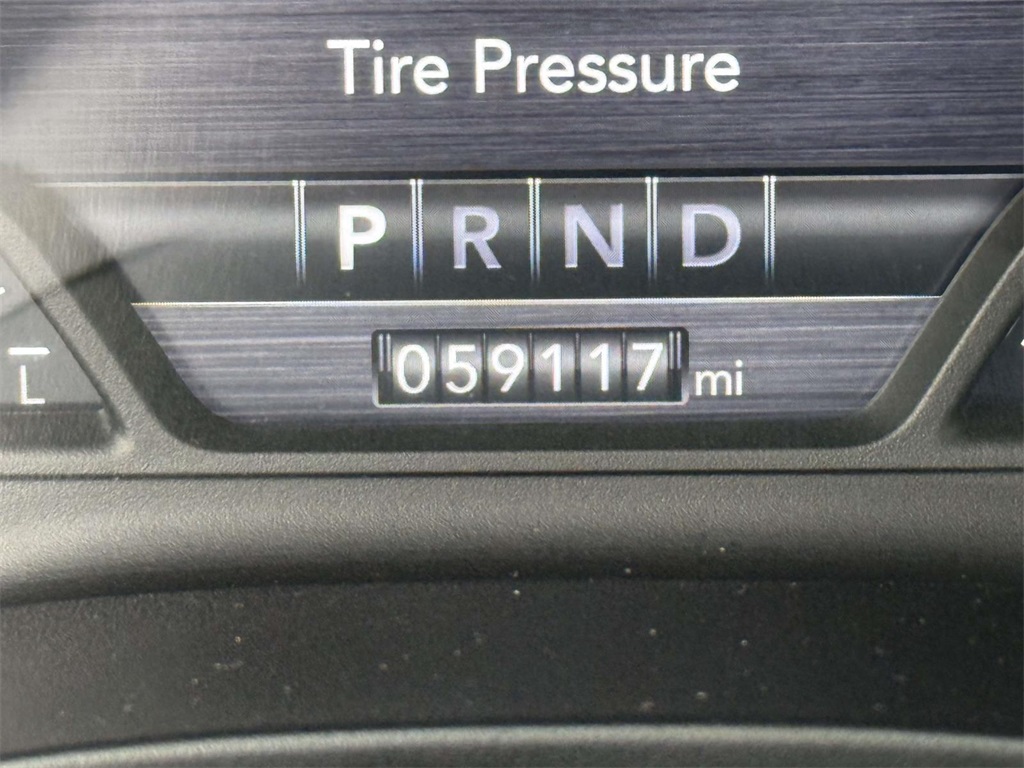 Tire Pressure
P R N D
L
059117 mi